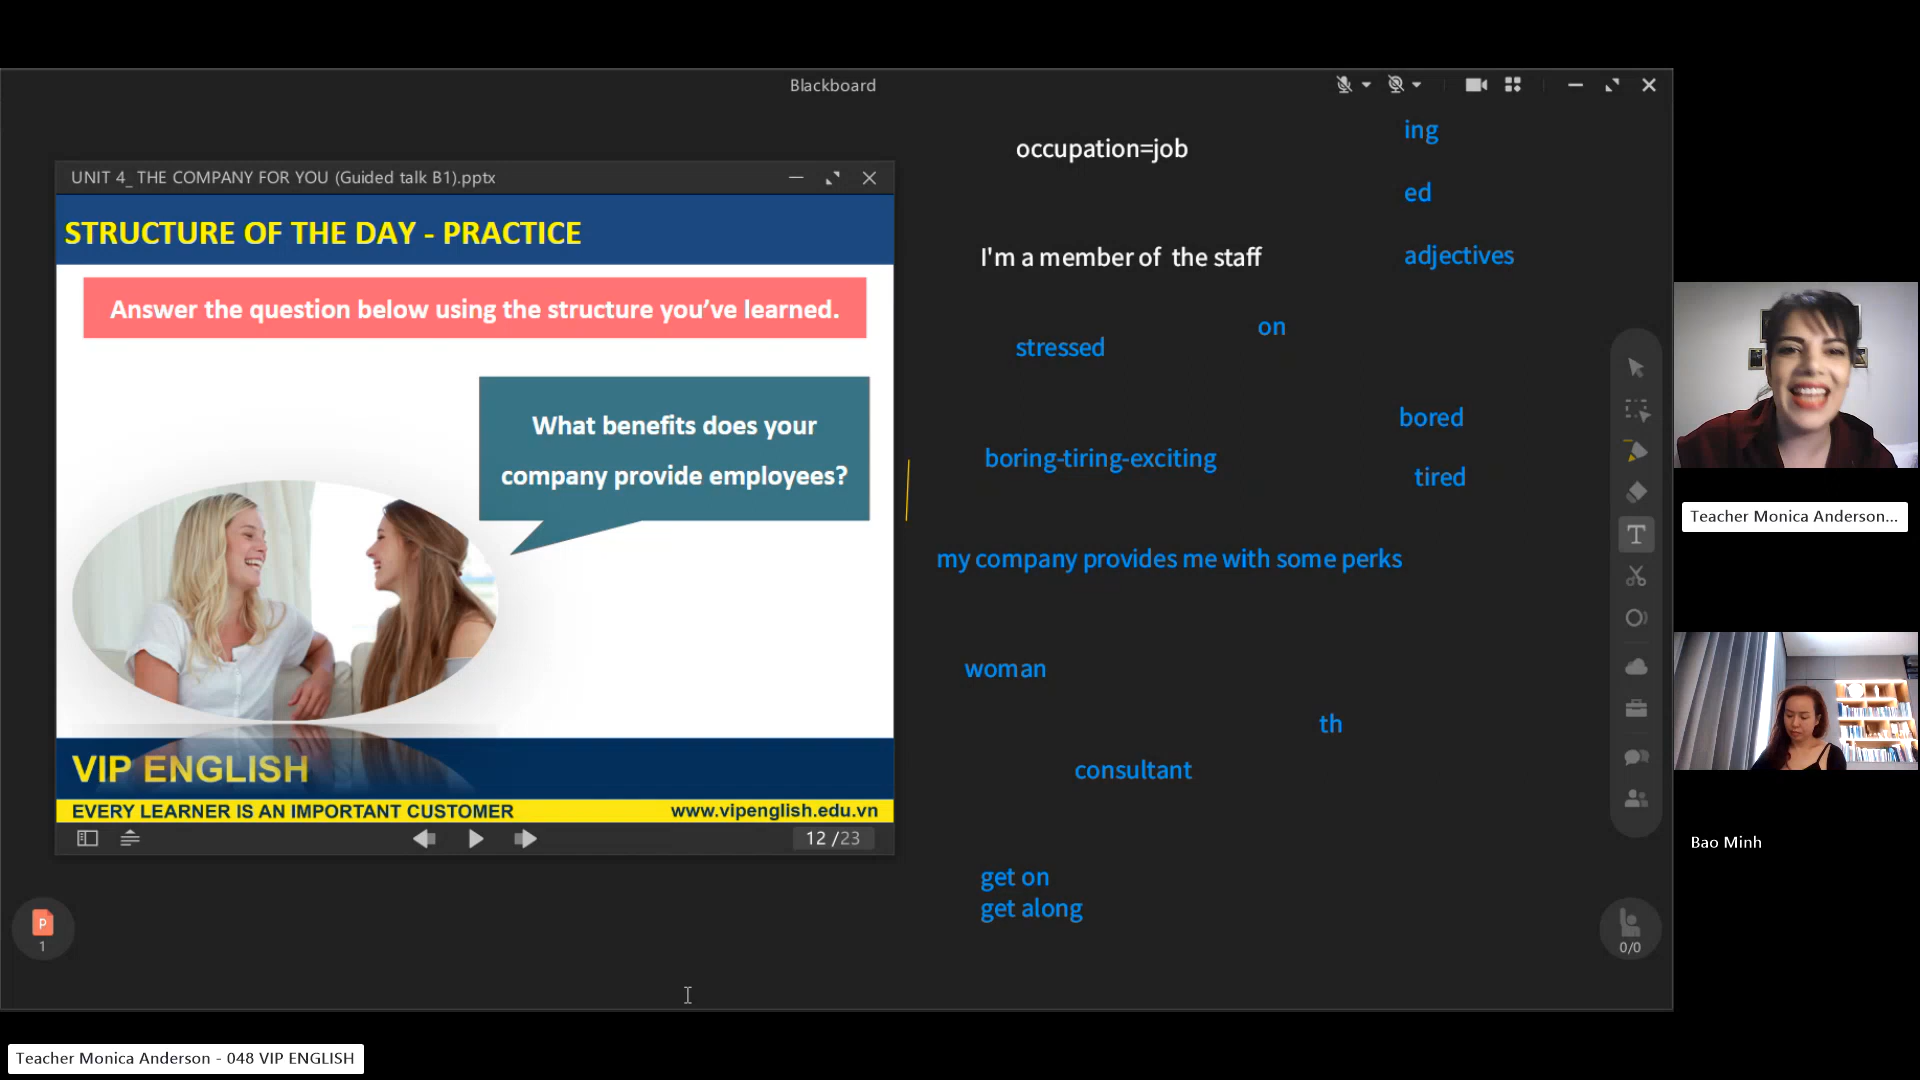 Blackboard
UNIT 4_ THE COMPANY FOR YOU (Guided talk B1).pptx
STRUCTURE OF THE DAY - PRACTICE
Answer the question below using the structure you’ve learned.
What benefits does your
company provide employees?
VIP ENGLISH
EVERY LEARNER IS AN IMPORTANT CUSTOMER
www.vipenglish.edu.vn
12 /23
P
1
occupation=job
ing
ed
I'm a member of  the staff
adjectives
on
stressed
bored
boring-tiring-exciting
tired
my company provides me with some perks
woman
th
consultant
get on
get along
T
0/0
Teacher Monica Anderson...
Bao Minh
Teacher Monica Anderson - 048 VIP ENGLISH